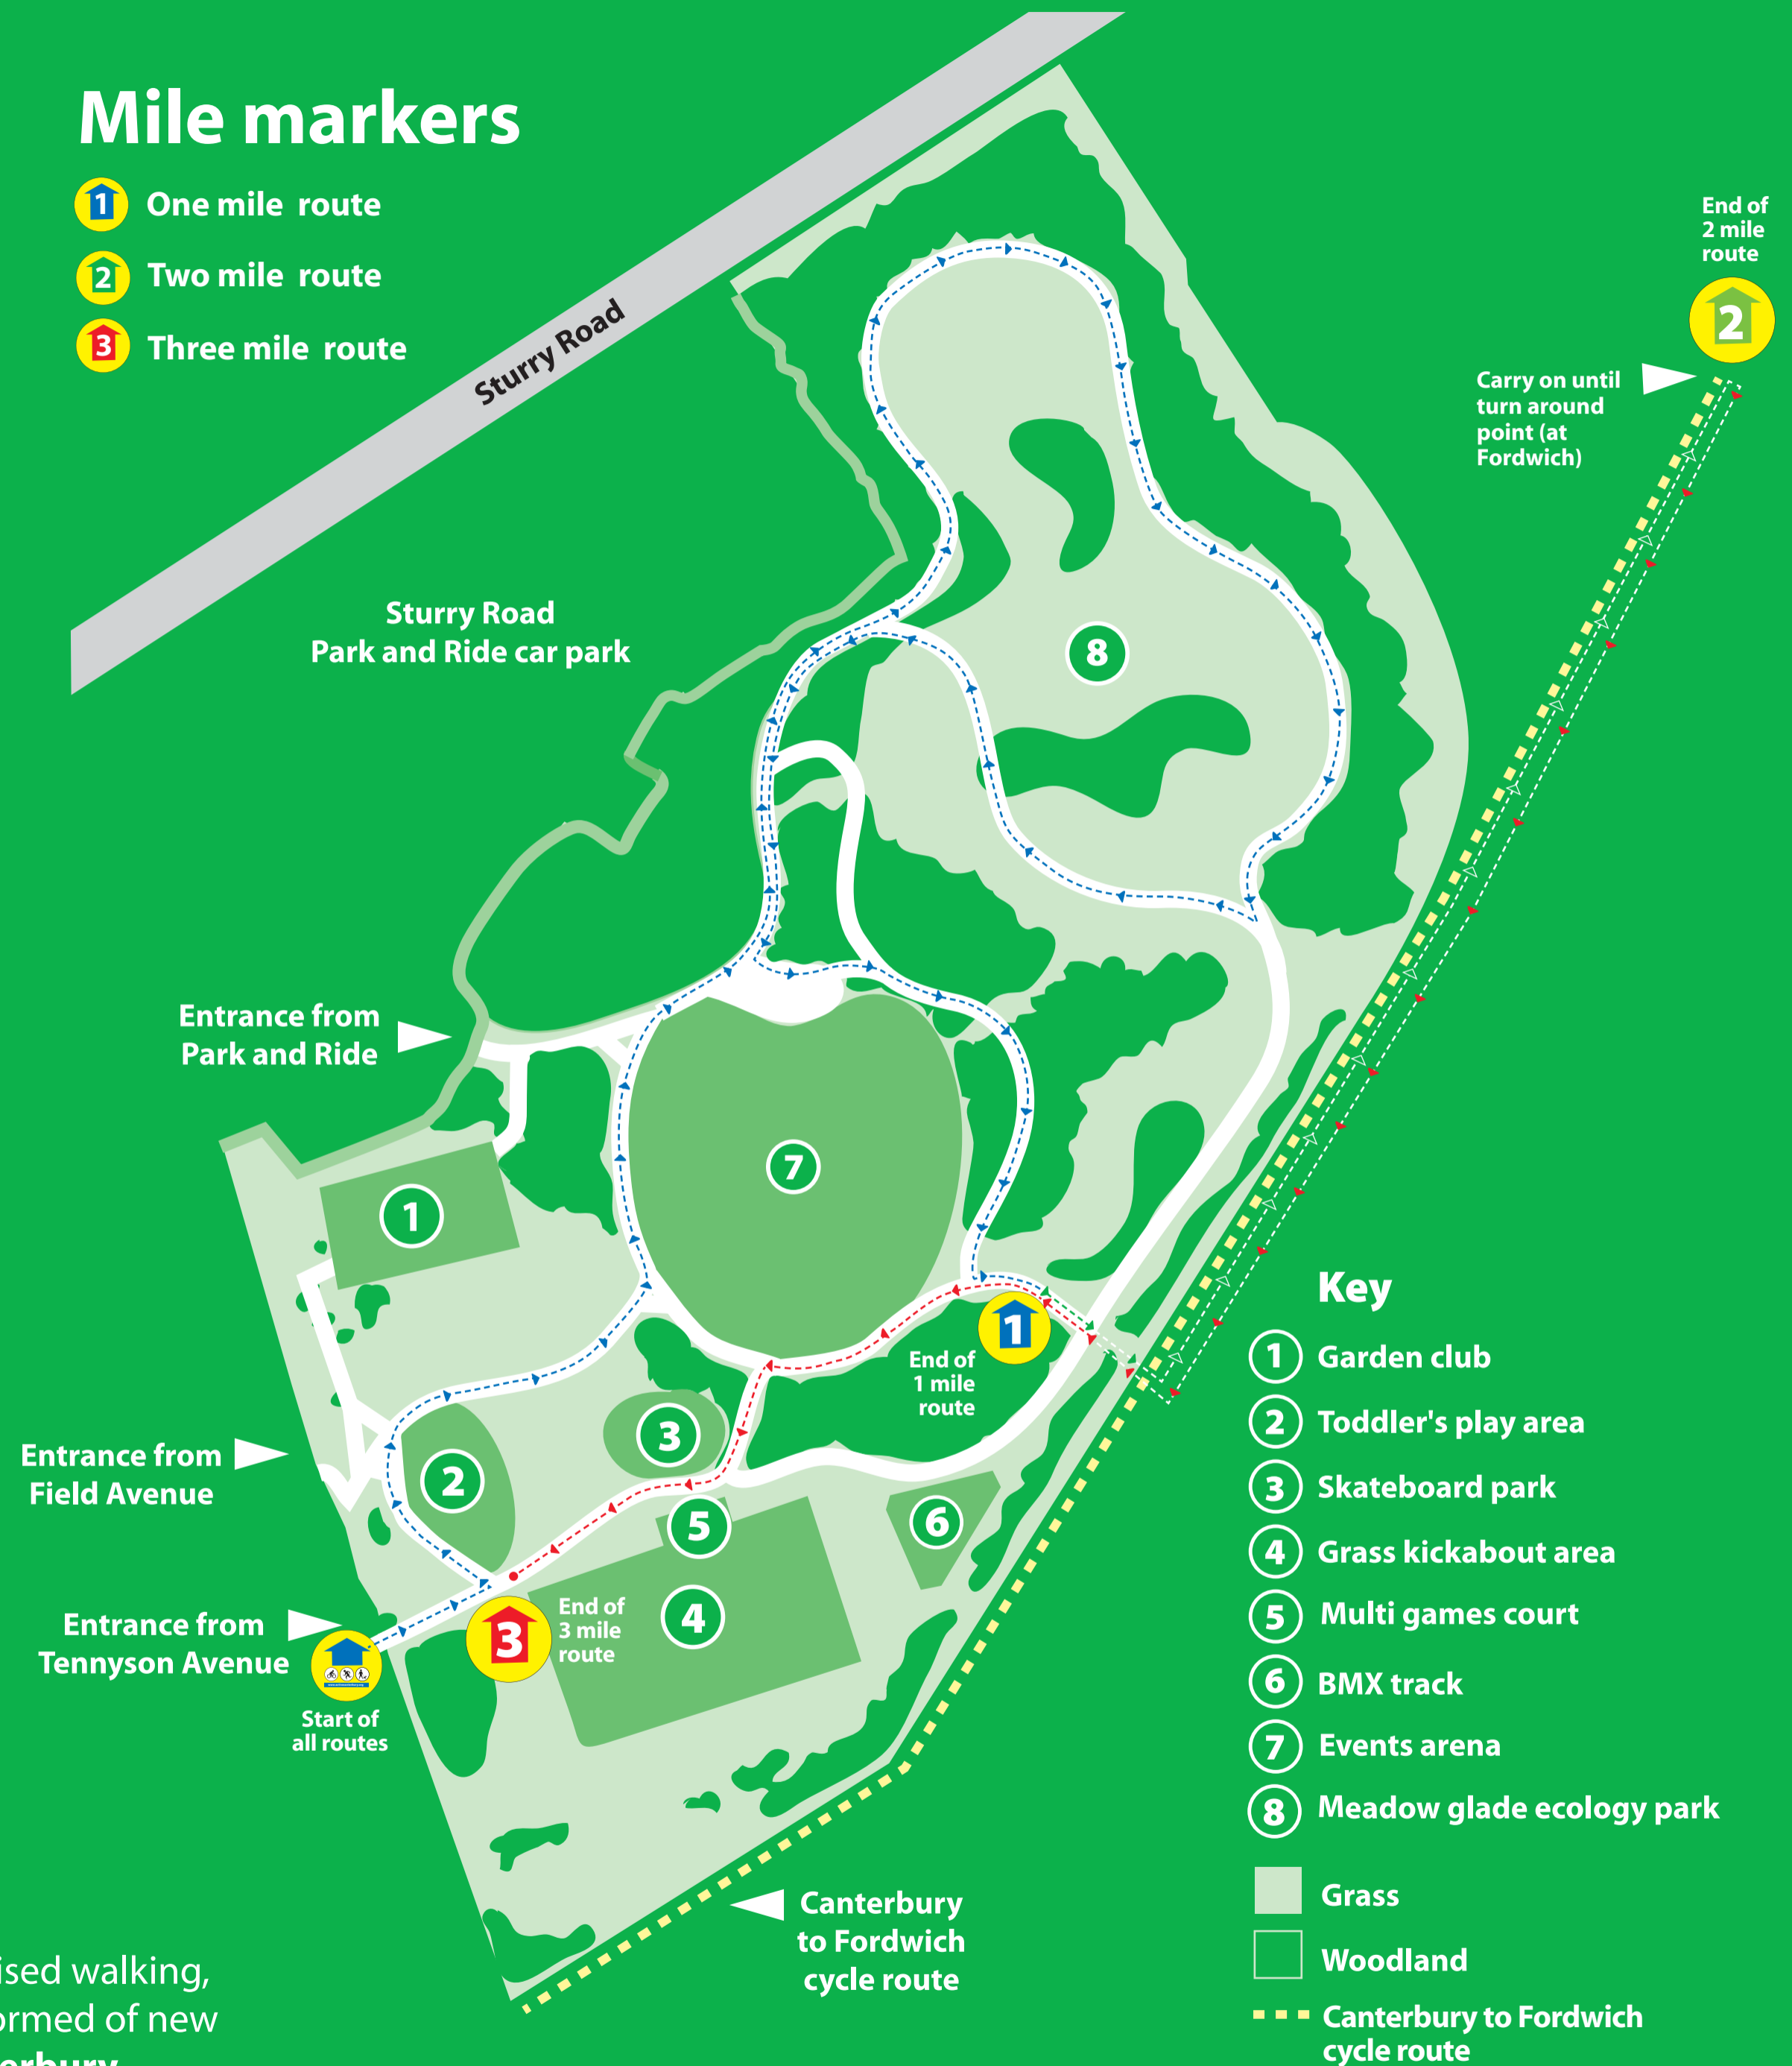 Mile markers
1 One mile route
2 Two mile route
3 Three mile route
Sturry Road
End of
2 mile
route
2
Carry on until
turn around
point (at
Fordwich)
Sturry Road
Park and Ride car park
8
Entrance from
Park and Ride
7
1
1
End of
1 mile
route
3
2
Entrance from
Field Avenue
5
6
4
Entrance from
Tennyson Avenue
Start of
all routes
3
End of
3 mile
route
Key
1 Garden club
2 Toddler's play area
3 Skateboard park
4 Grass kickabout area
5 Multi games court
6 BMX track
7 Events arena
8 Meadow glade ecology park
Grass
Woodland
Canterbury to Fordwich
cycle route
Canterbury
to Fordwich
cycle route
ised walking,
ormed of new